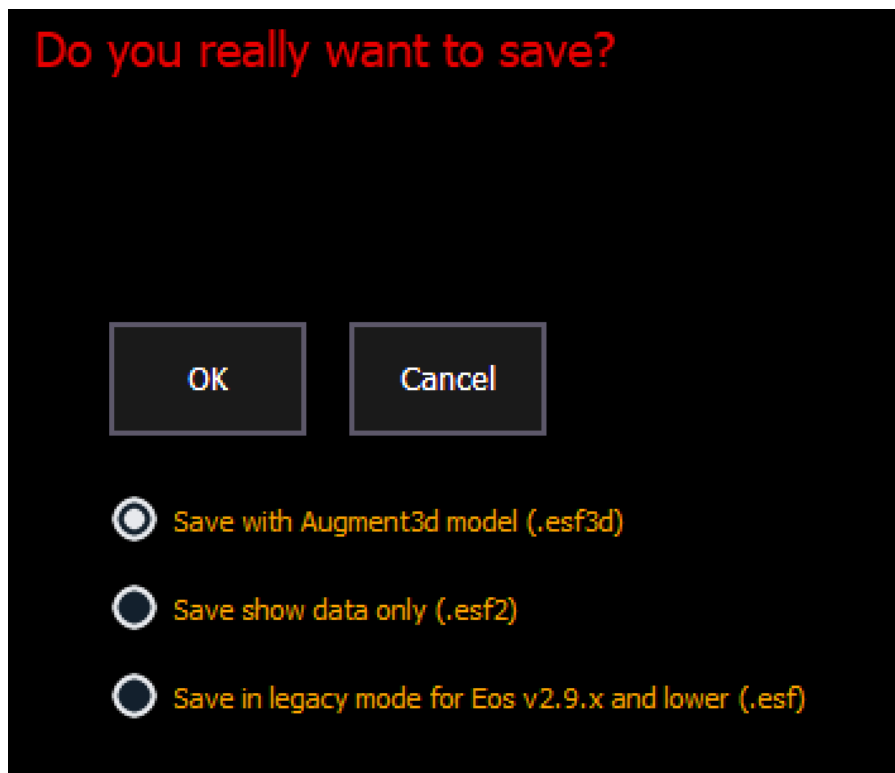 Do you really want to save?
OK
Cancel
Save with Augment3d model (.esf3d)
Save show data only (.esf2)
Save in legacy mode for Eos v2.9.x and lower (.esf)